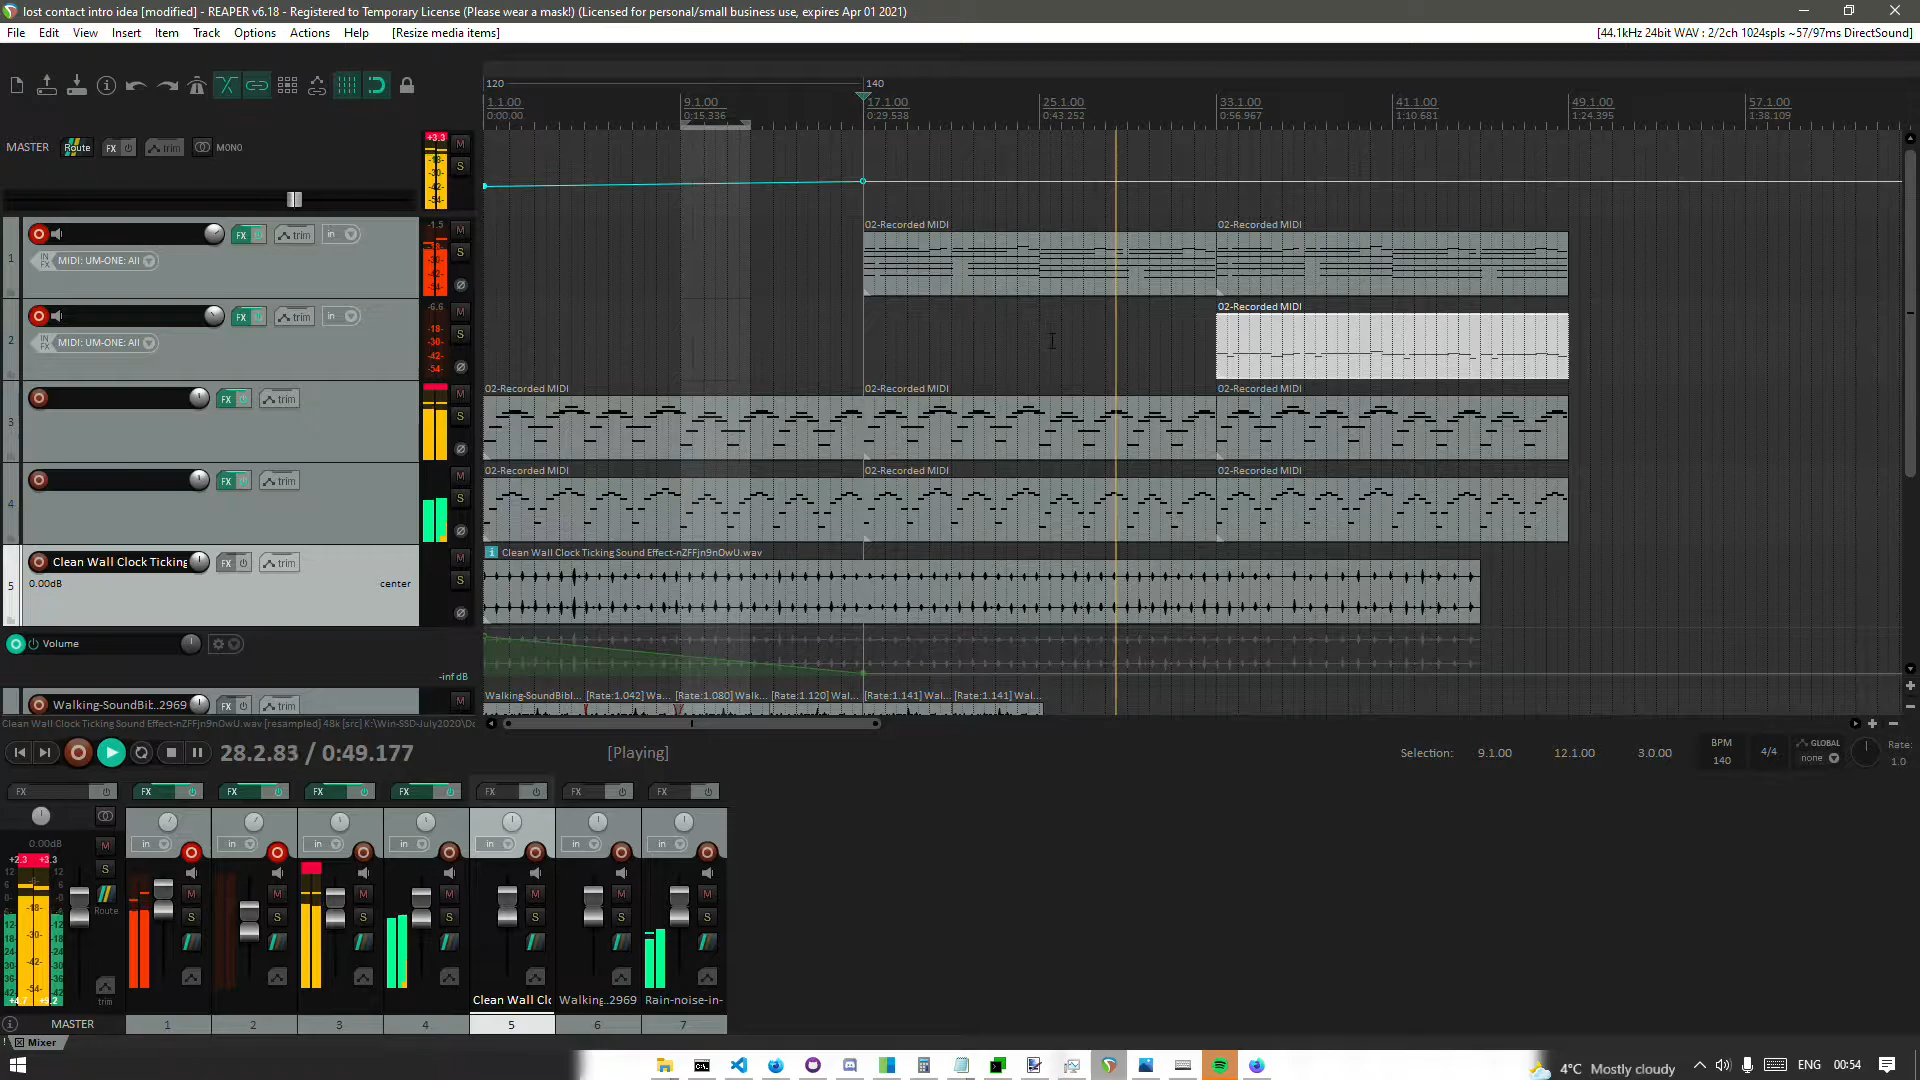 lost contact intro idea [modified] - REAPER v6.18 - Registered to Temporary License (Please wear a mask!) (Licensed for personal/small business use, expires Apr 01 2021)
File Edit View Insert Item Track Options Actions Help [Resize media items]
[44.1kHz 24bit WAV : 2/2ch 1024spls ~57/97ms DirectSound]
120 140
1.1.00 9.1.00 17.1.00 25.1.00 33.1.00 41.1.00 49.1.00 57.1.00
0:00.00 0:15.336 0:29.538 0:43.252 0:56.967 1:10.681 1:24.395 1:38.109
MASTER Route FX trim MONO
+3.3 M
-18-
-30-
-42-
-54-
S
02-Recorded MIDI 02-Recorded MIDI
1 FX trim in -1.5 M
S
IN FX MIDI: UM-ONE: All
02-Recorded MIDI
2 FX trim in -6.6 M
-18-
-30-
-42-
-54-
S
IN FX MIDI: UM-ONE: All
02-Recorded MIDI 02-Recorded MIDI 02-Recorded MIDI
3 FX trim M
S
02-Recorded MIDI 02-Recorded MIDI 02-Recorded MIDI
4 FX trim M
S
i Clean Wall Clock Ticking Sound Effect-nZFFjn9nOwU.wav
5 Clean Wall Clock Ticking FX trim M
0.00dB center S
Volume
-inf dB
Walking-SoundBibl... [Rate:1.042] Wa... [Rate:1.080] Walk... [Rate:1.120] Wal... [Rate:1.141] Wal... [Rate:1.141] Wal...
Walking-SoundBib..2969 FX trim M
Clean Wall Clock Ticking Sound Effect-nZFFjn9nOwU.wav [resampled] 48k [src] K:\Win-SSD-July2020\Dc
28.2.83 / 0:49.177 [Playing] Selection: 9.1.00 12.1.00 3.0.00 BPM 140 4/4 GLOBAL none Rate: 1.0
FX FX FX FX FX FX FX FX
in in in in in in in
0.00dB M
+2.3 +3.3 S
Route
M M M M M M M
S S S S S S S
+4.7 +9.2 trim
Clean Wall Clo Walking..2969 Rain-noise-in-
MASTER 1 2 3 4 5 6 7
! Mixer
4°C Mostly cloudy ENG 00:54